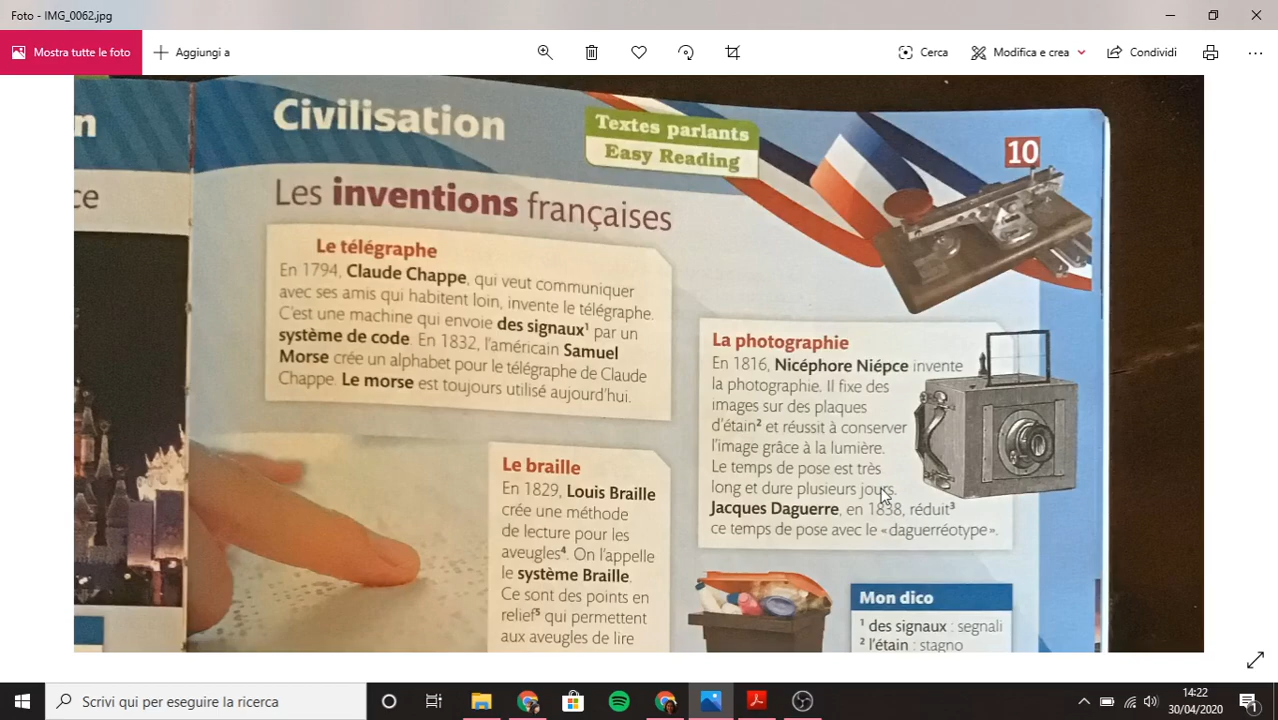 Foto - IMG_0062.jpg
Mostra tutte le foto
Aggiungi a
Cerca
Modifica e crea
Condividi
n
ce
Civilisation
Textes parlants
Easy Reading
10
Les inventions françaises
Le télégraphe
En 1794, Claude Chappe, qui veut communiquer
avec ses amis qui habitent loin, invente le télégraphe.
C'est une machine qui envoie des signaux¹ par un
système de code. En 1832, l'américain Samuel
Morse crée un alphabet pour le télégraphe de Claude
Chappe. Le morse est toujours utilisé aujourd'hui.
La photographie
En 1816, Nicéphore Niépce invente
la photographie. Il fixe des
images sur des plaques
d'étain² et réussit à conserver
l'image grâce à la lumière.
Le temps de pose est très
long et dure plusieurs jours.
Jacques Daguerre, en 1838, réduit³
ce temps de pose avec le «daguerréotype».
Le braille
En 1829, Louis Braille
crée une méthode
de lecture pour les
aveugles⁴. On l'appelle
le système Braille.
Ce sont des points en
relief⁵ qui permettent
aux aveugles de lire
Mon dico
¹ des signaux : segnali
² l'étain : stagno
Scrivi qui per eseguire la ricerca
14:22
30/04/2020
1